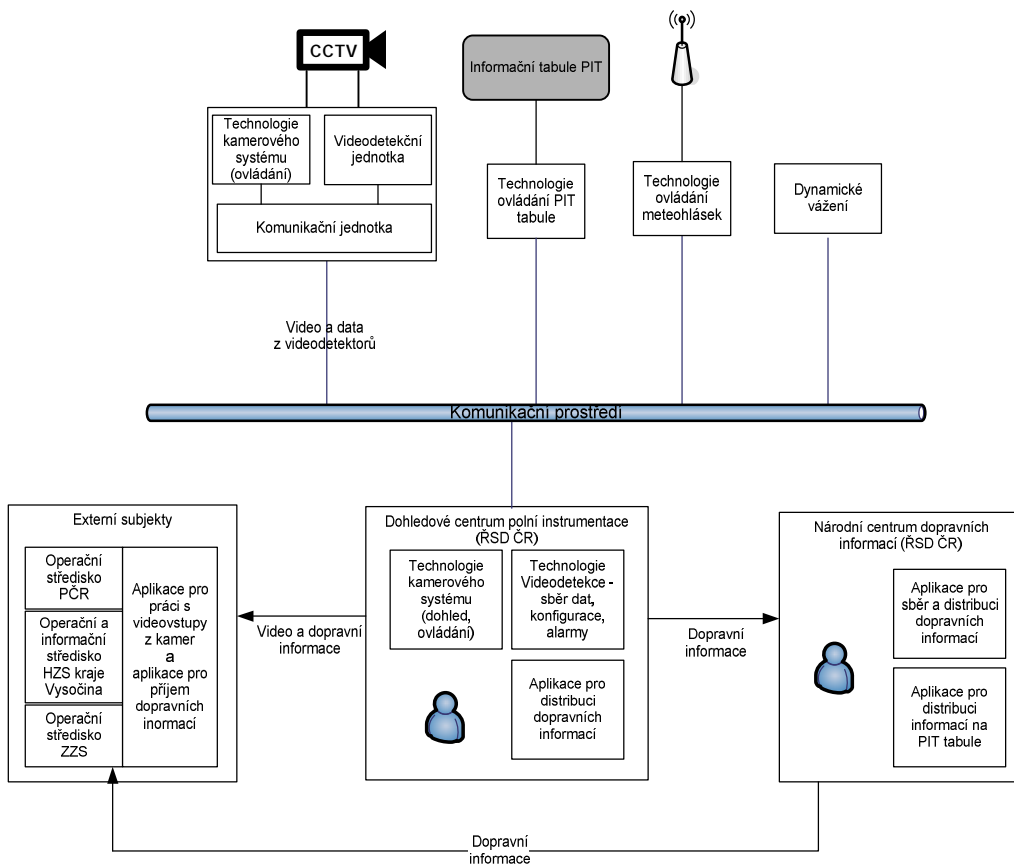 CCTV
Informační tabule PIT
Technologie
kamerového
systému
(ovládání)
Videodetekční
jednotka
Komunikační jednotka
Technologie
ovládání PIT
tabule
Technologie
ovládání
meteohlásek
Dynamické
vážení
Video a data
z videodetektorů
Komunikační prostředí
Externí subjekty
Operační
středisko
PČR
Operační a
informační
středisko
HZS kraje
Vysočina
Operační
středisko
ZZS
Aplikace pro
práci s
videovstupy
z kamer
a
aplikace pro
příjem
dopravních
inormací
Video a dopravní
informace
Dohledové centrum polní instrumentace
(ŘSD ČR)
Technologie
kamerového
systému
(dohled,
ovládání)
Technologie
Videodetekce -
sběr dat,
konfigurace,
alarmy
Aplikace pro
distribuci
dopravních
informací
Dopravní
informace
Národní centrum dopravních
informací (ŘSD ČR)
Aplikace pro
sběr a distribuci
dopravních
informací
Aplikace pro
distribuci
informací na
PIT tabule
Dopravní
informace